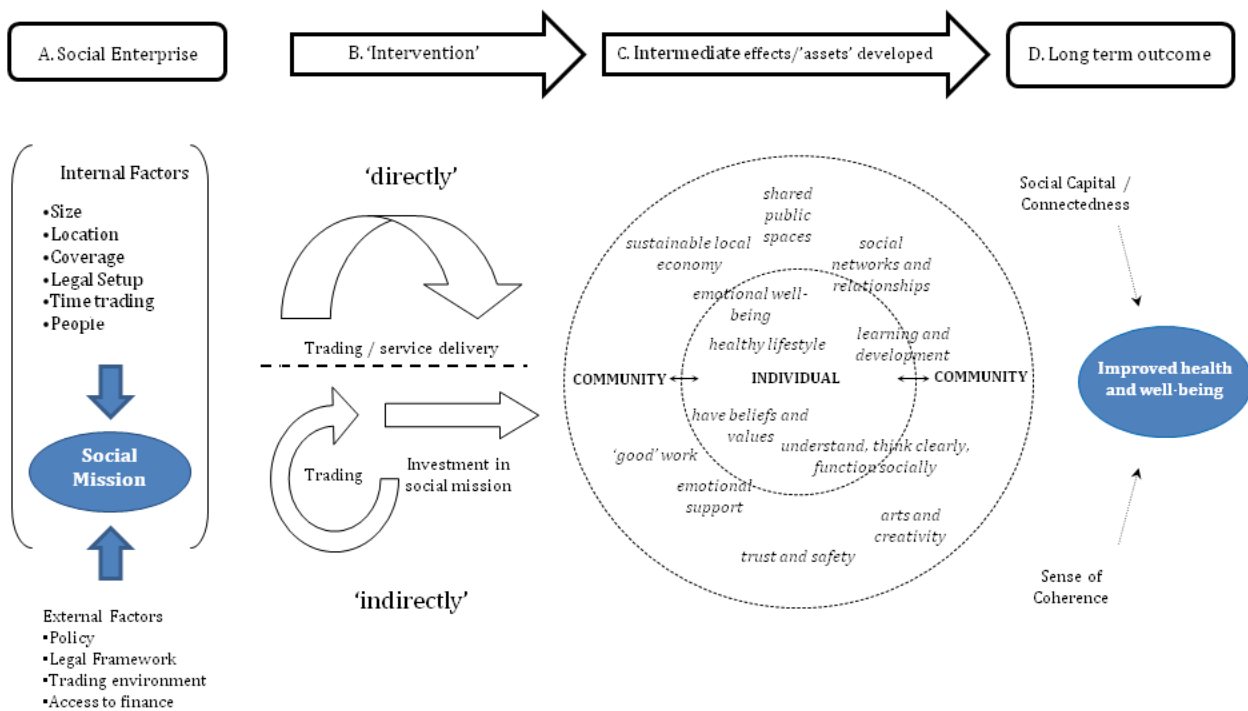 A. Social Enterprise
B. ‘Intervention’
C. Intermediate effects/‘assets’ developed
D. Long term outcome
Internal Factors
•Size
•Location
•Coverage
•Legal Setup
•Time trading
•People
Social
Mission
External Factors
▪Policy
▪Legal Framework
▪Trading environment
▪Access to finance
‘directly’
Trading / service delivery
Trading
Investment in
social mission
‘indirectly’
shared
public
spaces
sustainable local
economy
social
networks and
relationships
emotional well-
being
healthy lifestyle
learning and
development
COMMUNITY
INDIVIDUAL
COMMUNITY
have beliefs and
values
understand, think clearly,
function socially
‘good’ work
emotional
support
arts and
creativity
trust and safety
Social Capital /
Connectedness
Improved health
and well-being
Sense of
Coherence